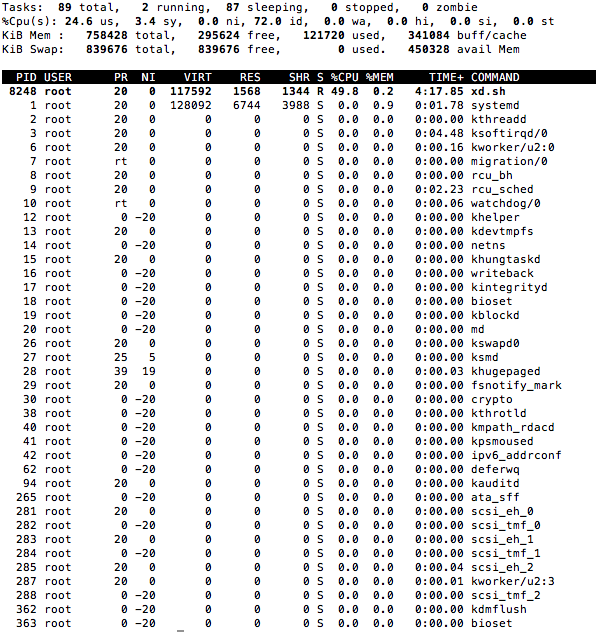 Tasks:  89 total,   2 running,  87 sleeping,   0 stopped,   0 zombie
%Cpu(s): 24.6 us,  3.4 sy,  0.0 ni, 72.0 id,  0.0 wa,  0.0 hi,  0.0 si,  0.0 st
KiB Mem :   758428 total,   295624 free,   121720 used,   341084 buff/cache
KiB Swap:   839676 total,   839676 free,        0 used.   450328 avail Mem
PID USER      PR  NI    VIRT    RES    SHR S %CPU %MEM     TIME+ COMMAND
8248 root      20   0  117592   1568   1344 R 49.8  0.2   4:17.85 xd.sh
1 root      20   0  128092   6744   3988 S  0.0  0.9   0:01.78 systemd
2 root      20   0       0      0      0 S  0.0  0.0   0:00.00 kthreadd
3 root      20   0       0      0      0 S  0.0  0.0   0:04.48 ksoftirqd/0
6 root      20   0       0      0      0 S  0.0  0.0   0:00.16 kworker/u2:0
7 root      rt   0       0      0      0 S  0.0  0.0   0:00.00 migration/0
8 root      20   0       0      0      0 S  0.0  0.0   0:00.00 rcu_bh
9 root      20   0       0      0      0 S  0.0  0.0   0:02.23 rcu_sched
10 root      rt   0       0      0      0 S  0.0  0.0   0:00.06 watchdog/0
12 root       0 -20       0      0      0 S  0.0  0.0   0:00.00 khelper
13 root      20   0       0      0      0 S  0.0  0.0   0:00.00 kdevtmpfs
14 root       0 -20       0      0      0 S  0.0  0.0   0:00.00 netns
15 root      20   0       0      0      0 S  0.0  0.0   0:00.00 khungtaskd
16 root       0 -20       0      0      0 S  0.0  0.0   0:00.00 writeback
17 root       0 -20       0      0      0 S  0.0  0.0   0:00.00 kintegrityd
18 root       0 -20       0      0      0 S  0.0  0.0   0:00.00 bioset
19 root       0 -20       0      0      0 S  0.0  0.0   0:00.00 kblockd
20 root       0 -20       0      0      0 S  0.0  0.0   0:00.00 md
26 root      20   0       0      0      0 S  0.0  0.0   0:00.00 kswapd0
27 root      25   5       0      0      0 S  0.0  0.0   0:00.00 ksmd
28 root      39  19       0      0      0 S  0.0  0.0   0:00.03 khugepaged
29 root      20   0       0      0      0 S  0.0  0.0   0:00.00 fsnotify_mark
30 root       0 -20       0      0      0 S  0.0  0.0   0:00.00 crypto
38 root       0 -20       0      0      0 S  0.0  0.0   0:00.00 kthrotld
40 root       0 -20       0      0      0 S  0.0  0.0   0:00.00 kmpath_rdacd
41 root       0 -20       0      0      0 S  0.0  0.0   0:00.00 kpsmoused
42 root       0 -20       0      0      0 S  0.0  0.0   0:00.00 ipv6_addrconf
62 root       0 -20       0      0      0 S  0.0  0.0   0:00.00 deferwq
94 root      20   0       0      0      0 S  0.0  0.0   0:00.00 kauditd
265 root       0 -20       0      0      0 S  0.0  0.0   0:00.00 ata_sff
281 root      20   0       0      0      0 S  0.0  0.0   0:00.00 scsi_eh_0
282 root       0 -20       0      0      0 S  0.0  0.0   0:00.00 scsi_tmf_0
283 root      20   0       0      0      0 S  0.0  0.0   0:00.00 scsi_eh_1
284 root       0 -20       0      0      0 S  0.0  0.0   0:00.00 scsi_tmf_1
285 root      20   0       0      0      0 S  0.0  0.0   0:00.04 scsi_eh_2
287 root      20   0       0      0      0 S  0.0  0.0   0:00.01 kworker/u2:3
288 root       0 -20       0      0      0 S  0.0  0.0   0:00.00 scsi_tmf_2
362 root       0 -20       0      0      0 S  0.0  0.0   0:00.00 kdmflush
363 root       0 -20       0      0      0 S  0.0  0.0   0:00.00 bioset